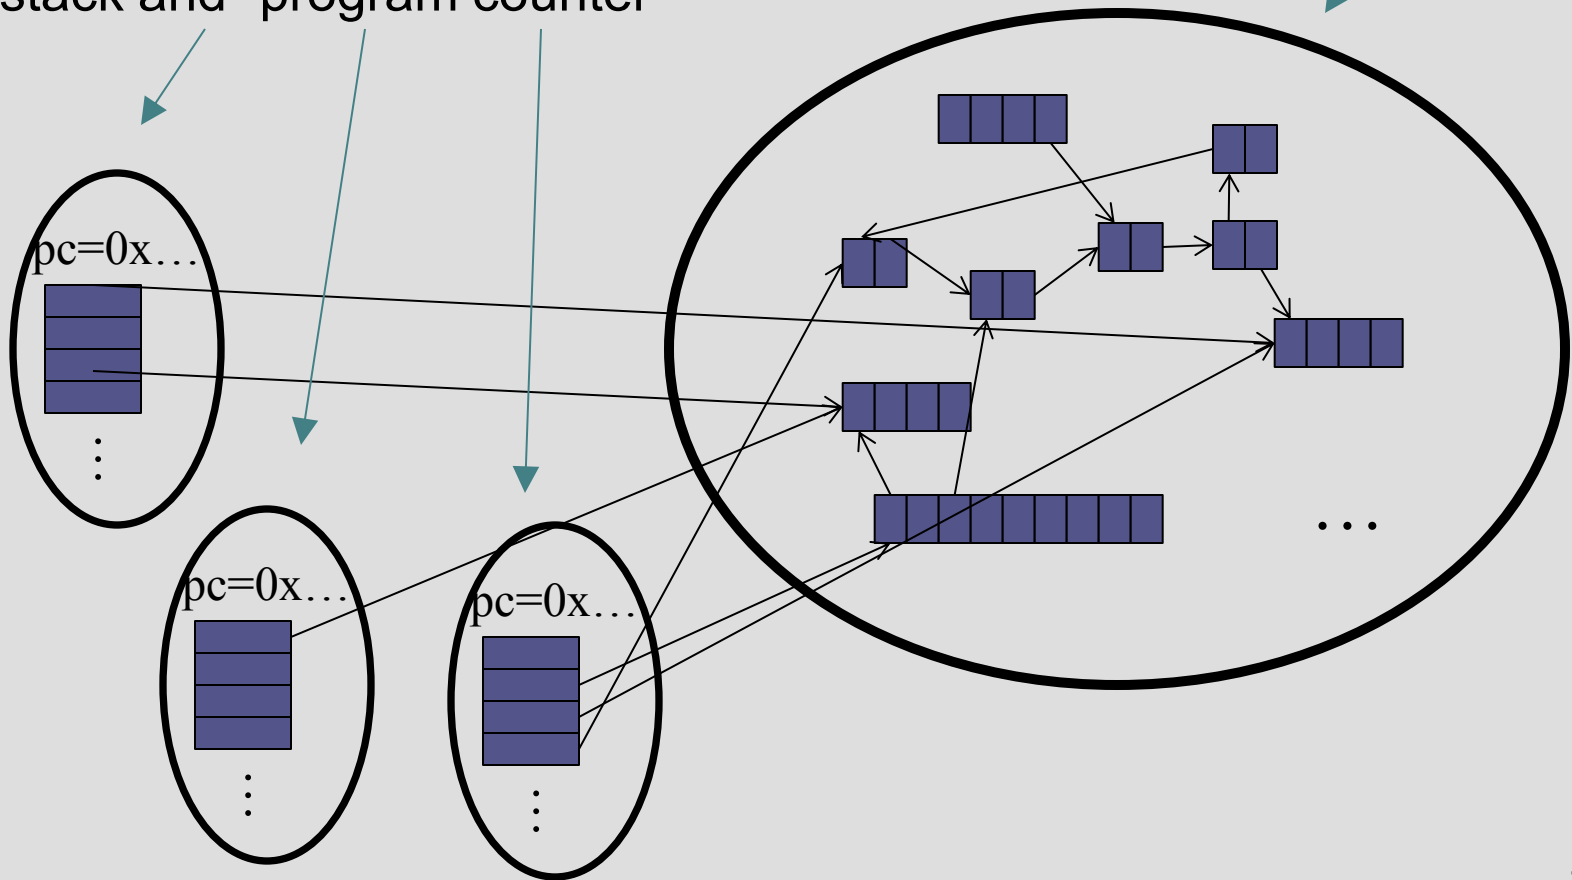 stack and program counter
pc=0x…
pc=0x…
pc=0x…
…